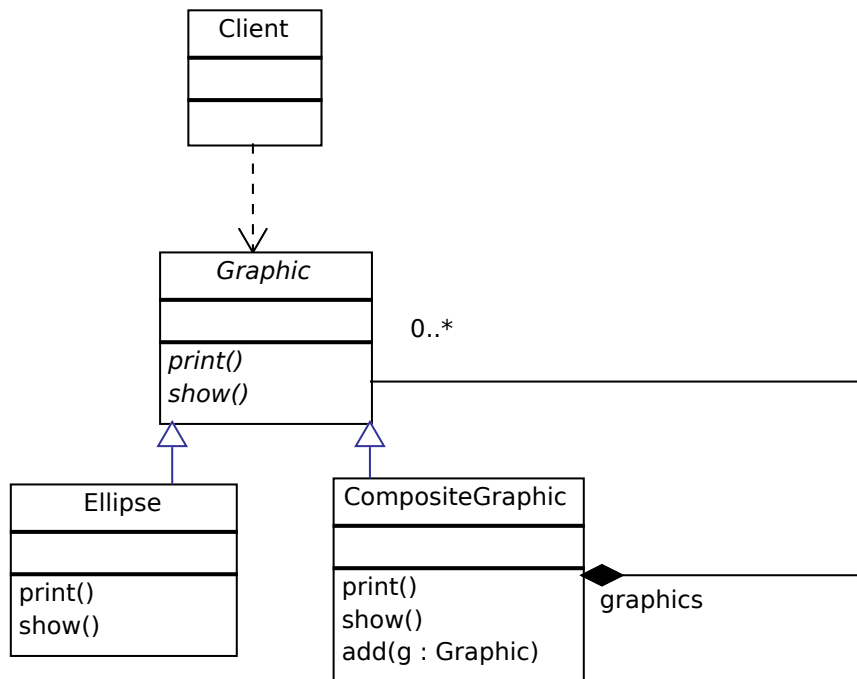 Client
Graphic
0..*
print()
show()
Ellipse
print()
show()
CompositeGraphic
print()
show()
add(g : Graphic)
graphics